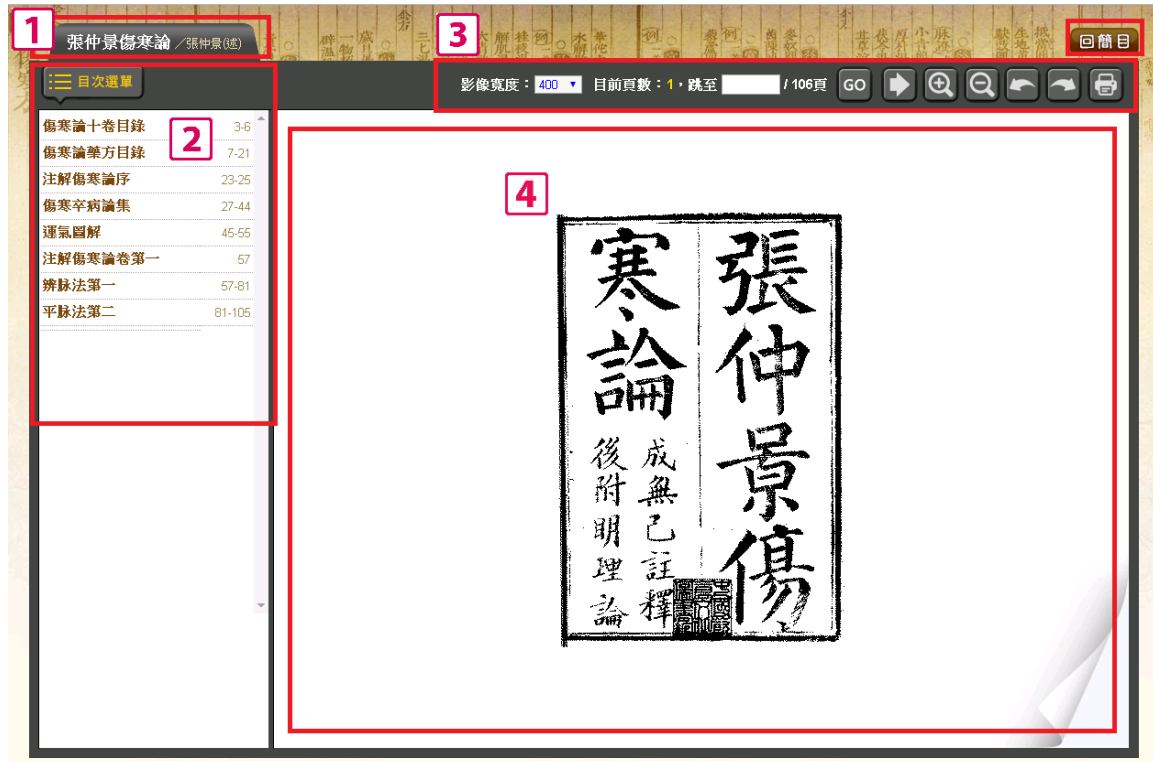 1
張仲景傷寒論 ／張仲景(述)
3
回簡目
目次選單
影像寬度：400 目前頁數：1，跳至 / 106頁 GO
2
傷寒論十卷目錄 3-6
傷寒論藥方目錄 7-21
注解傷寒論序 23-25
傷寒卒病論集 27-44
運氣圖解 45-55
注解傷寒論卷第一 57
辨脉法第一 57-81
平脉法第二 81-105
4
張仲景傷
寒論
成無己註釋
後附明理論